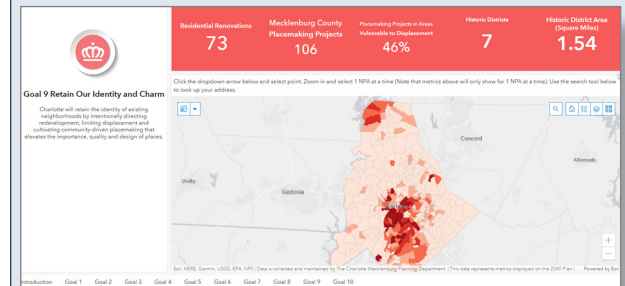 Residential Renovations
73
Mecklenburg County
Placemaking Projects
106
Placemaking Projects in Areas
Vulnerable to Displacement
46%
Historic Districts
7
Historic District Area
(Square Miles)
1.54
Goal 9 Retain Our Identity and Charm
Charlotte will retain the identity of existing
neighborhoods by intentionally directing
redevelopment, limiting displacement and
cultivating community-driven placemaking that
elevates the importance, quality and design of places.
Click the dropdown arrow below and select point. Zoom in and select 1 NPA at a time (Note that metrics above will only show for 1 NPA at a time). Use the search tool below
to look up your address.
Concord
Albemarle
Shelby
Gastonia
Esri, HERE, Garmin, USGS, EPA, NPS | Data is collected and maintained by The Charlotte Mecklenburg Planning Department. | This data represents metrics displayed on the 2040 Plan I... Powered by Esri
Introduction Goal 1 Goal 2 Goal 3 Goal 4 Goal 5 Goal 6 Goal 7 Goal 8 Goal 9 Goal 10